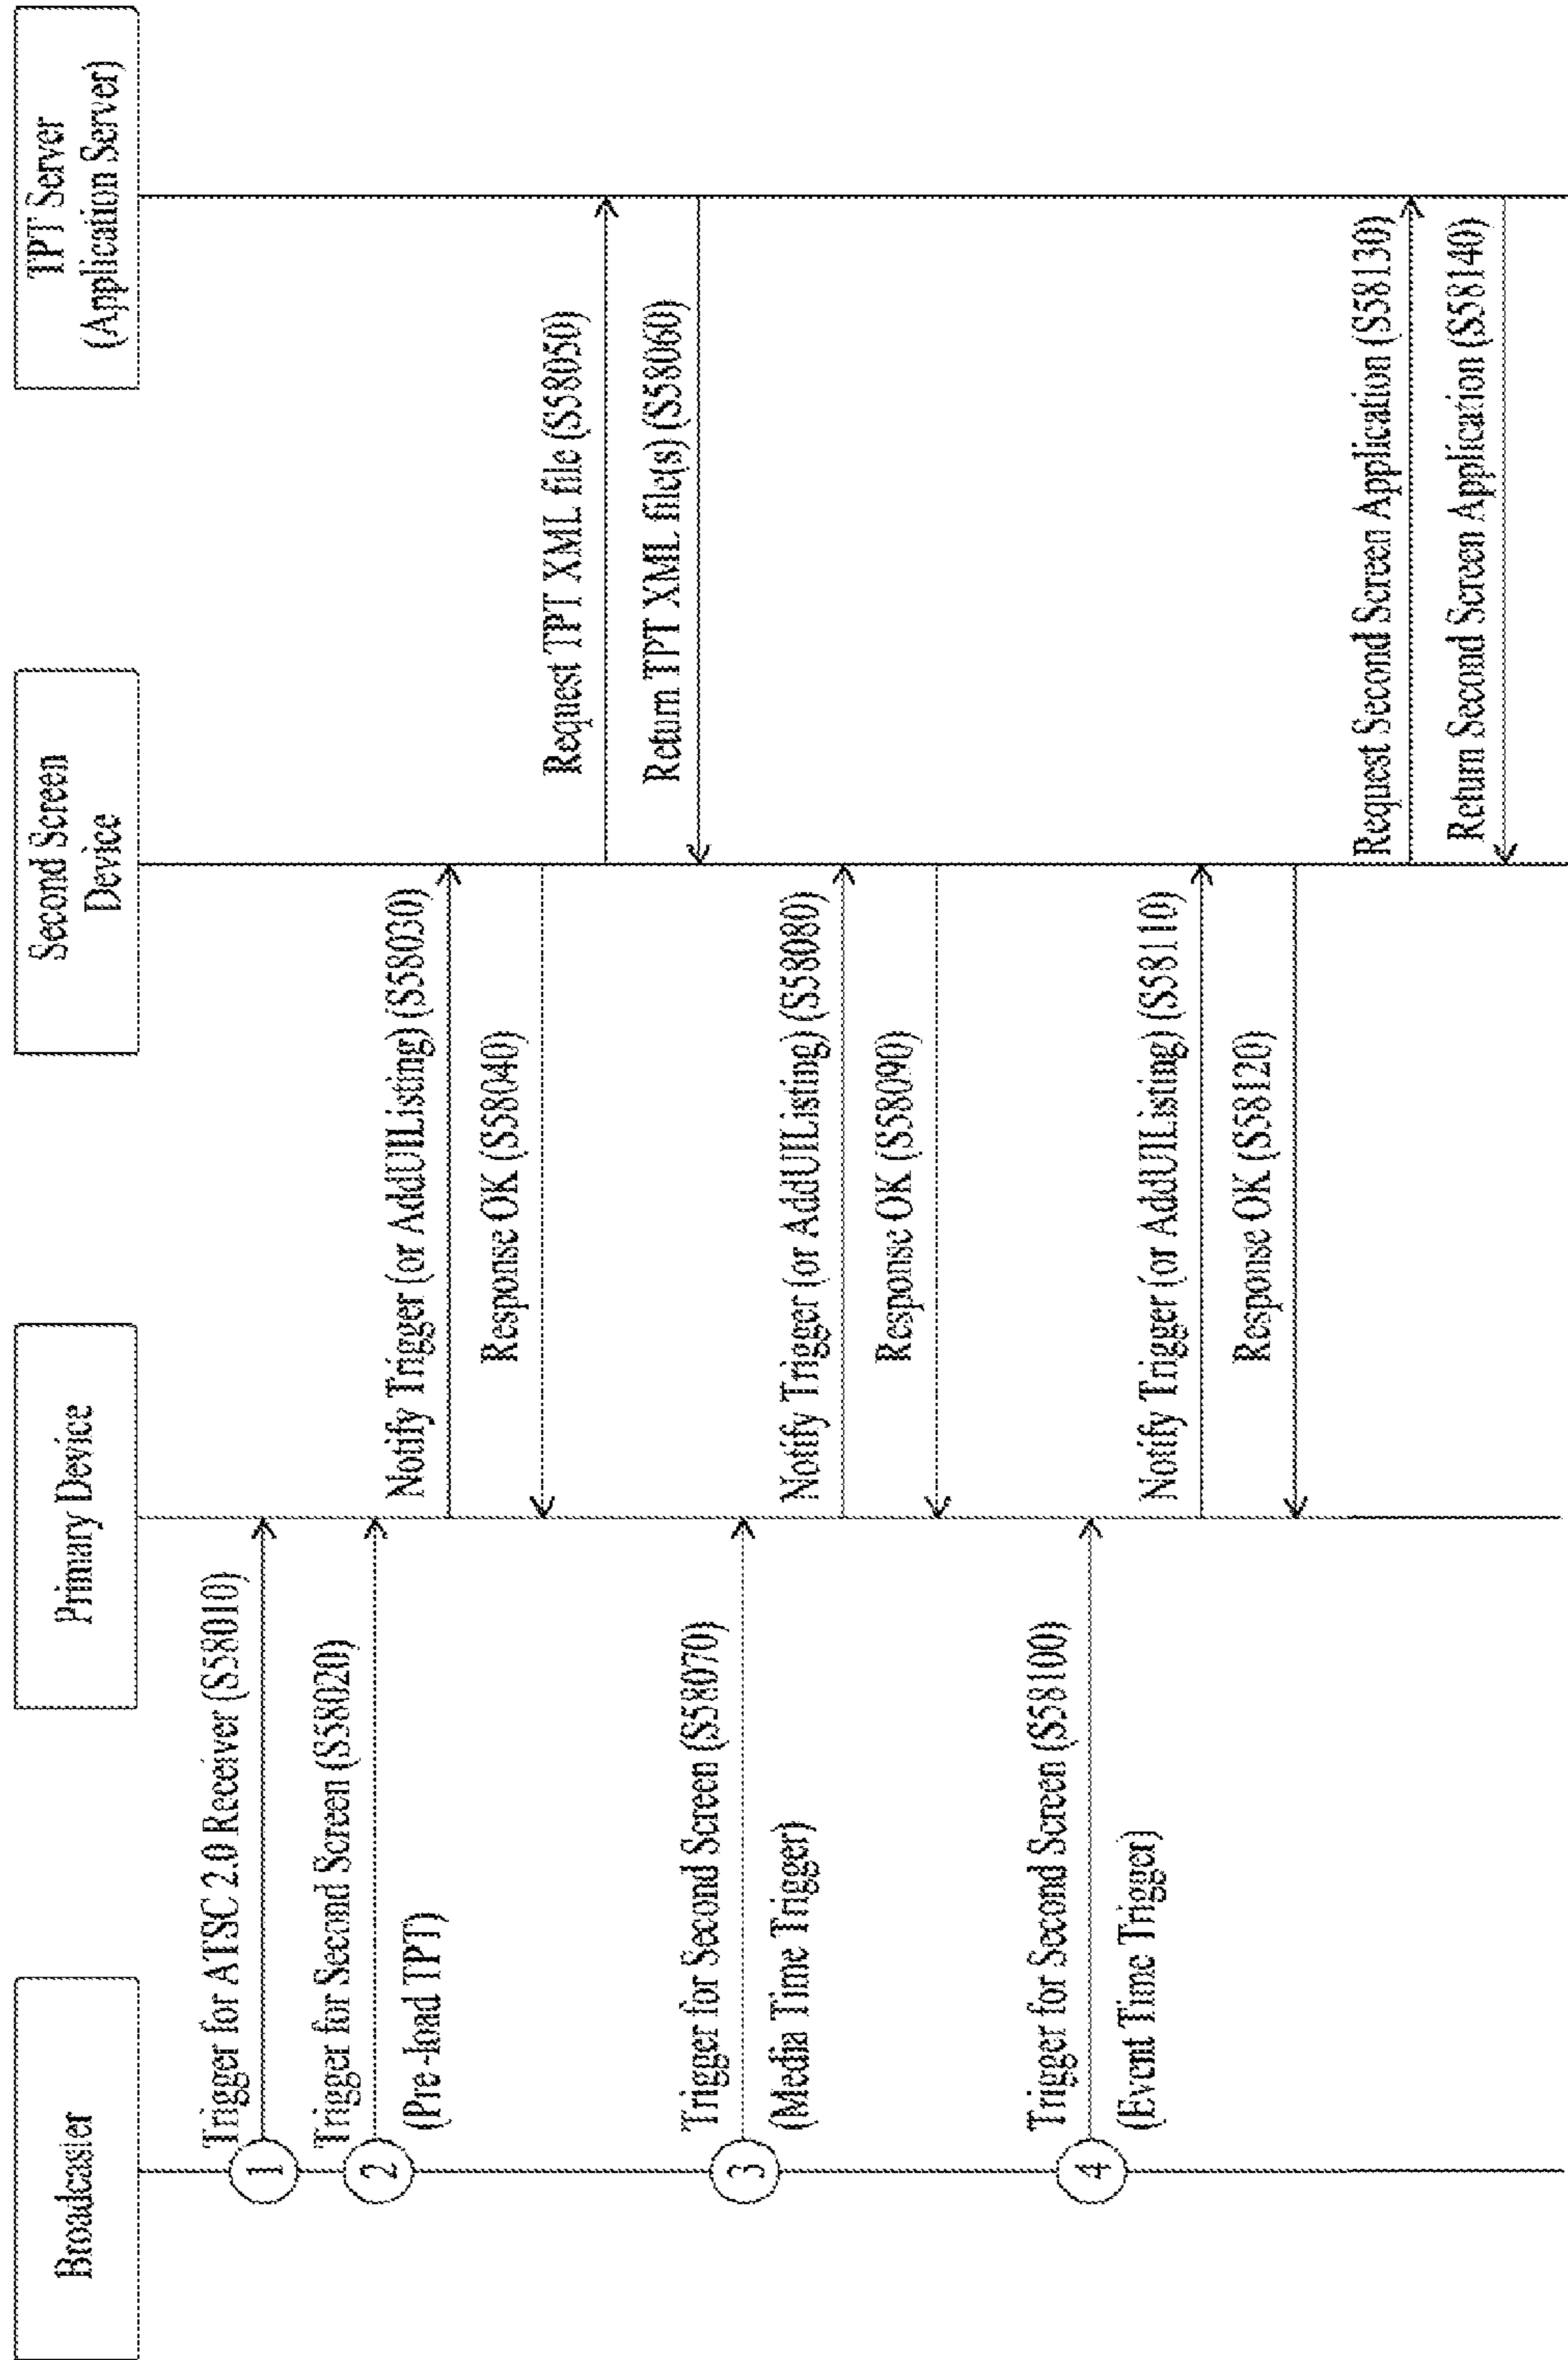 Broadcasier
Primary Device
Second Screen
Device
TPT Server
(Application Server)
1
Trigger for ATSC 2.0 Receiver (S58010)
2
Trigger for Second Screen (S58020)
(Pre-load TPT)
Notify Trigger (or AddUIListing) (S58030)
Response OK (S58040)
Request TPT XML file (S58050)
Return TPT XML file(s) (S58060)
3
Trigger for Second Screen (S58070)
(Media Time Trigger)
Notify Trigger (or AddUIListing) (S58080)
Response OK (S58090)
4
Trigger for Second Screen (S58100)
(Event Time Trigger)
Notify Trigger (or AddUIListing) (S58110)
Response OK (S58120)
Request Second Screen Application (S58130)
Return Second Screen Application (S58140)